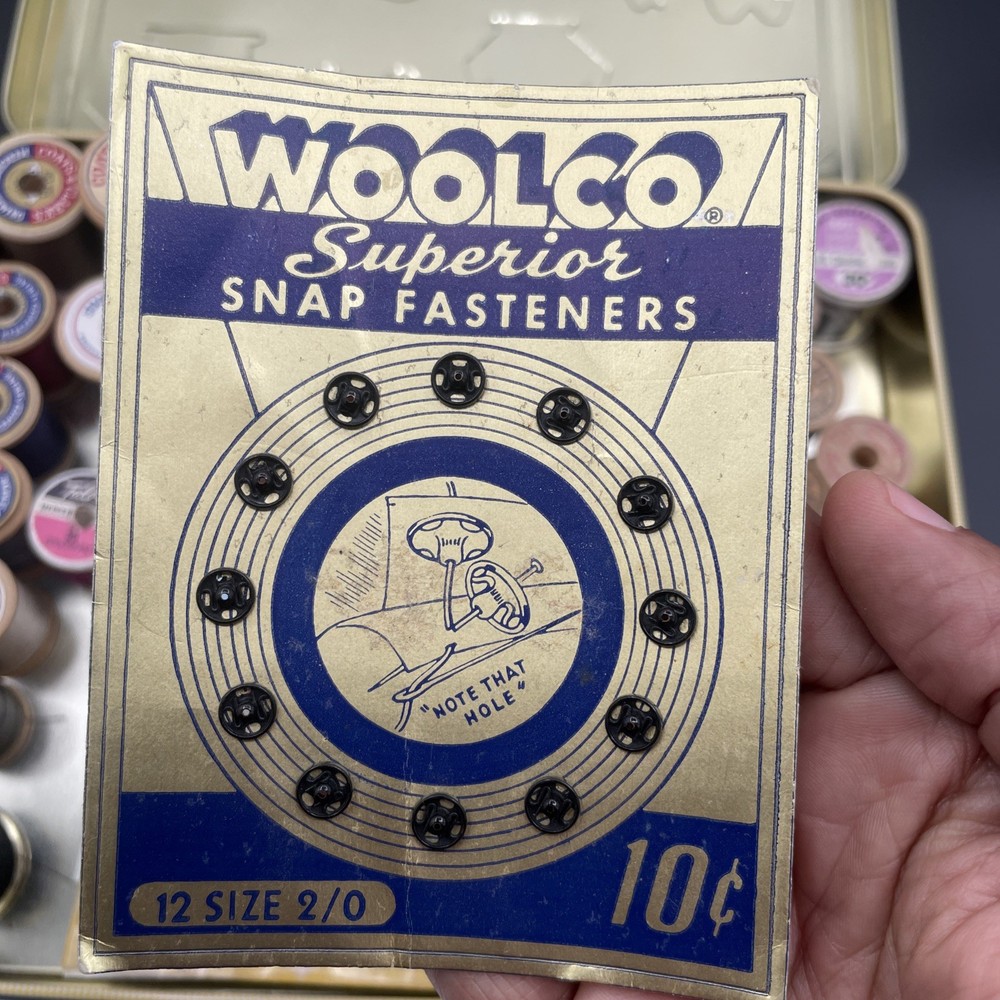 WOOLCO®
Superior
SNAP FASTENERS
"NOTE THAT
HOLE"
12 SIZE 2/0
10¢